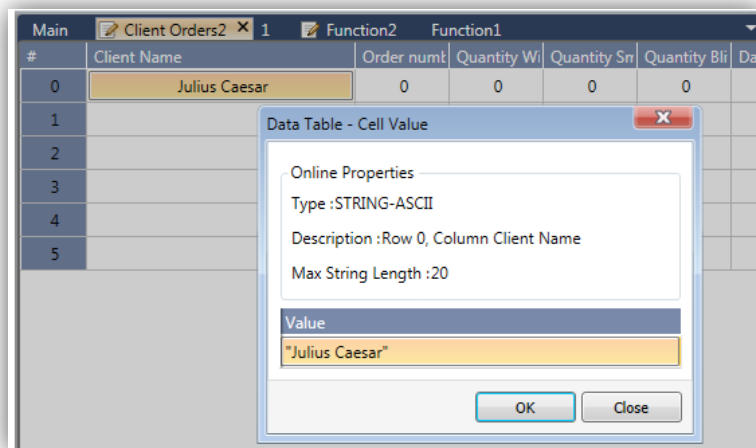 Main Client Orders2 1 Function2 Function1
# Client Name Order numb Quantity Wi Quantity Sm Quantity Bli Da
0 Julius Caesar 0 0 0 0
1
2
3
4
5
Data Table - Cell Value
Online Properties
Type :STRING-ASCII
Description :Row 0, Column Client Name
Max String Length :20
Value
"Julius Caesar"
OK Close